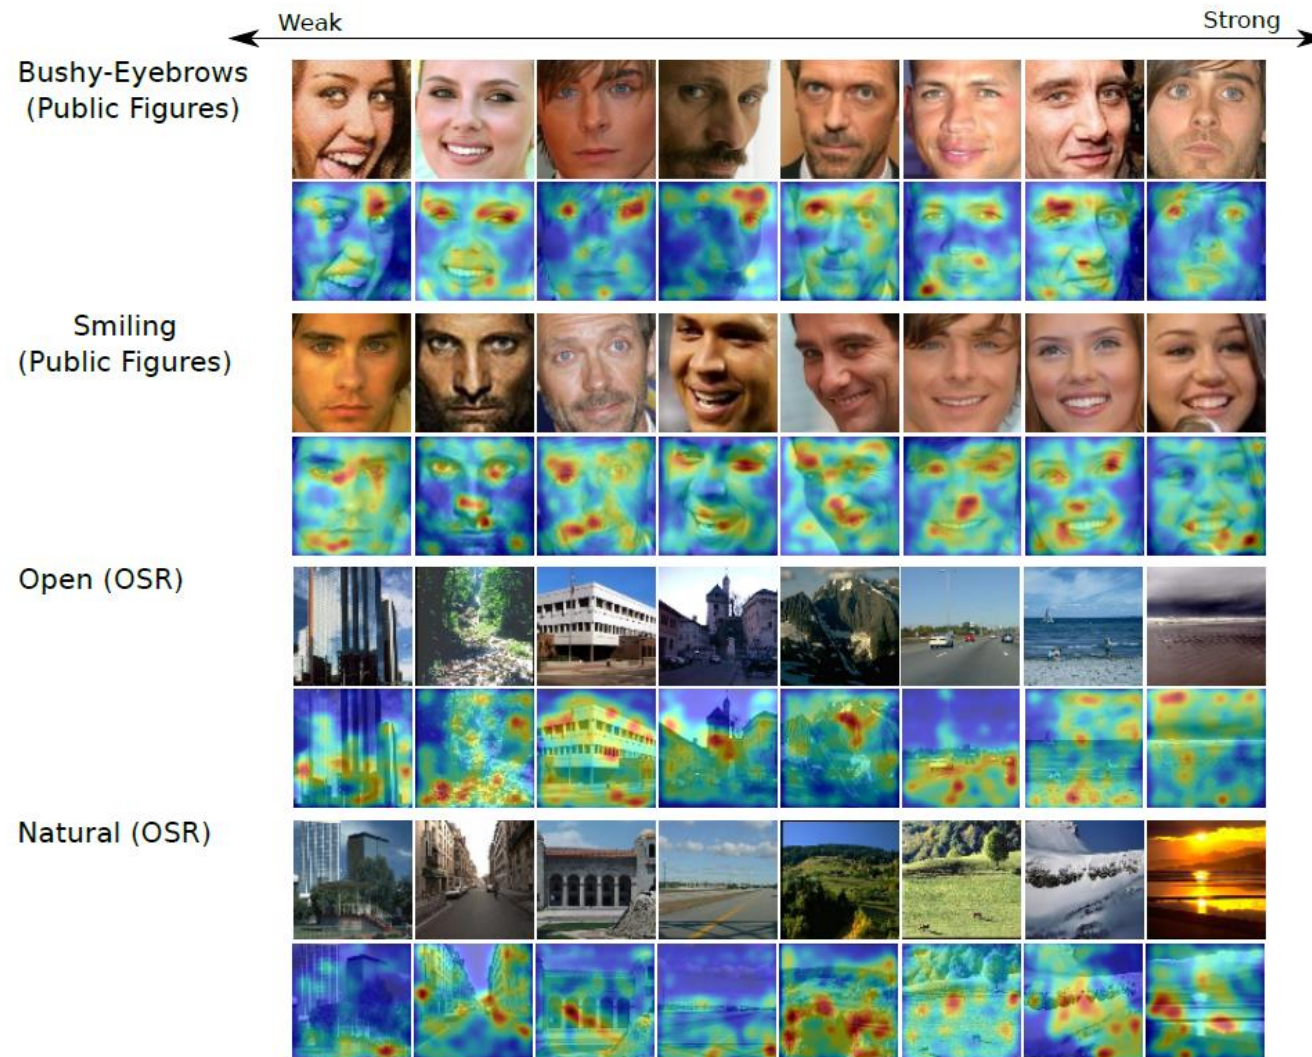 Weak
Strong
Bushy-Eyebrows
(Public Figures)
Smiling
(Public Figures)
Open (OSR)
Natural (OSR)